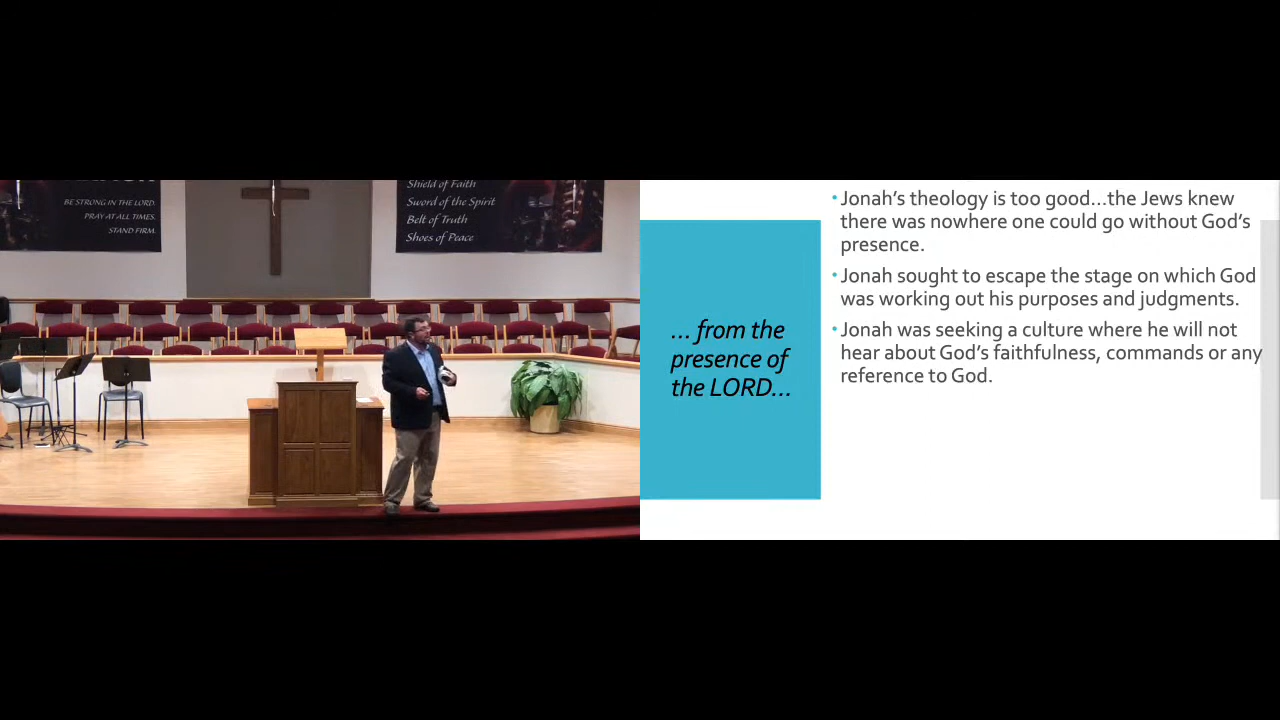 BE STRONG IN THE LORD.
PRAY AT ALL TIMES.
STAND FIRM.
Shield of Faith
Sword of the Spirit
Belt of Truth
Shoes of Peace
… from the
presence of
the LORD…
• Jonah’s theology is too good…the Jews knew
there was nowhere one could go without God’s
presence.
• Jonah sought to escape the stage on which God
was working out his purposes and judgments.
• Jonah was seeking a culture where he will not
hear about God’s faithfulness, commands or any
reference to God.